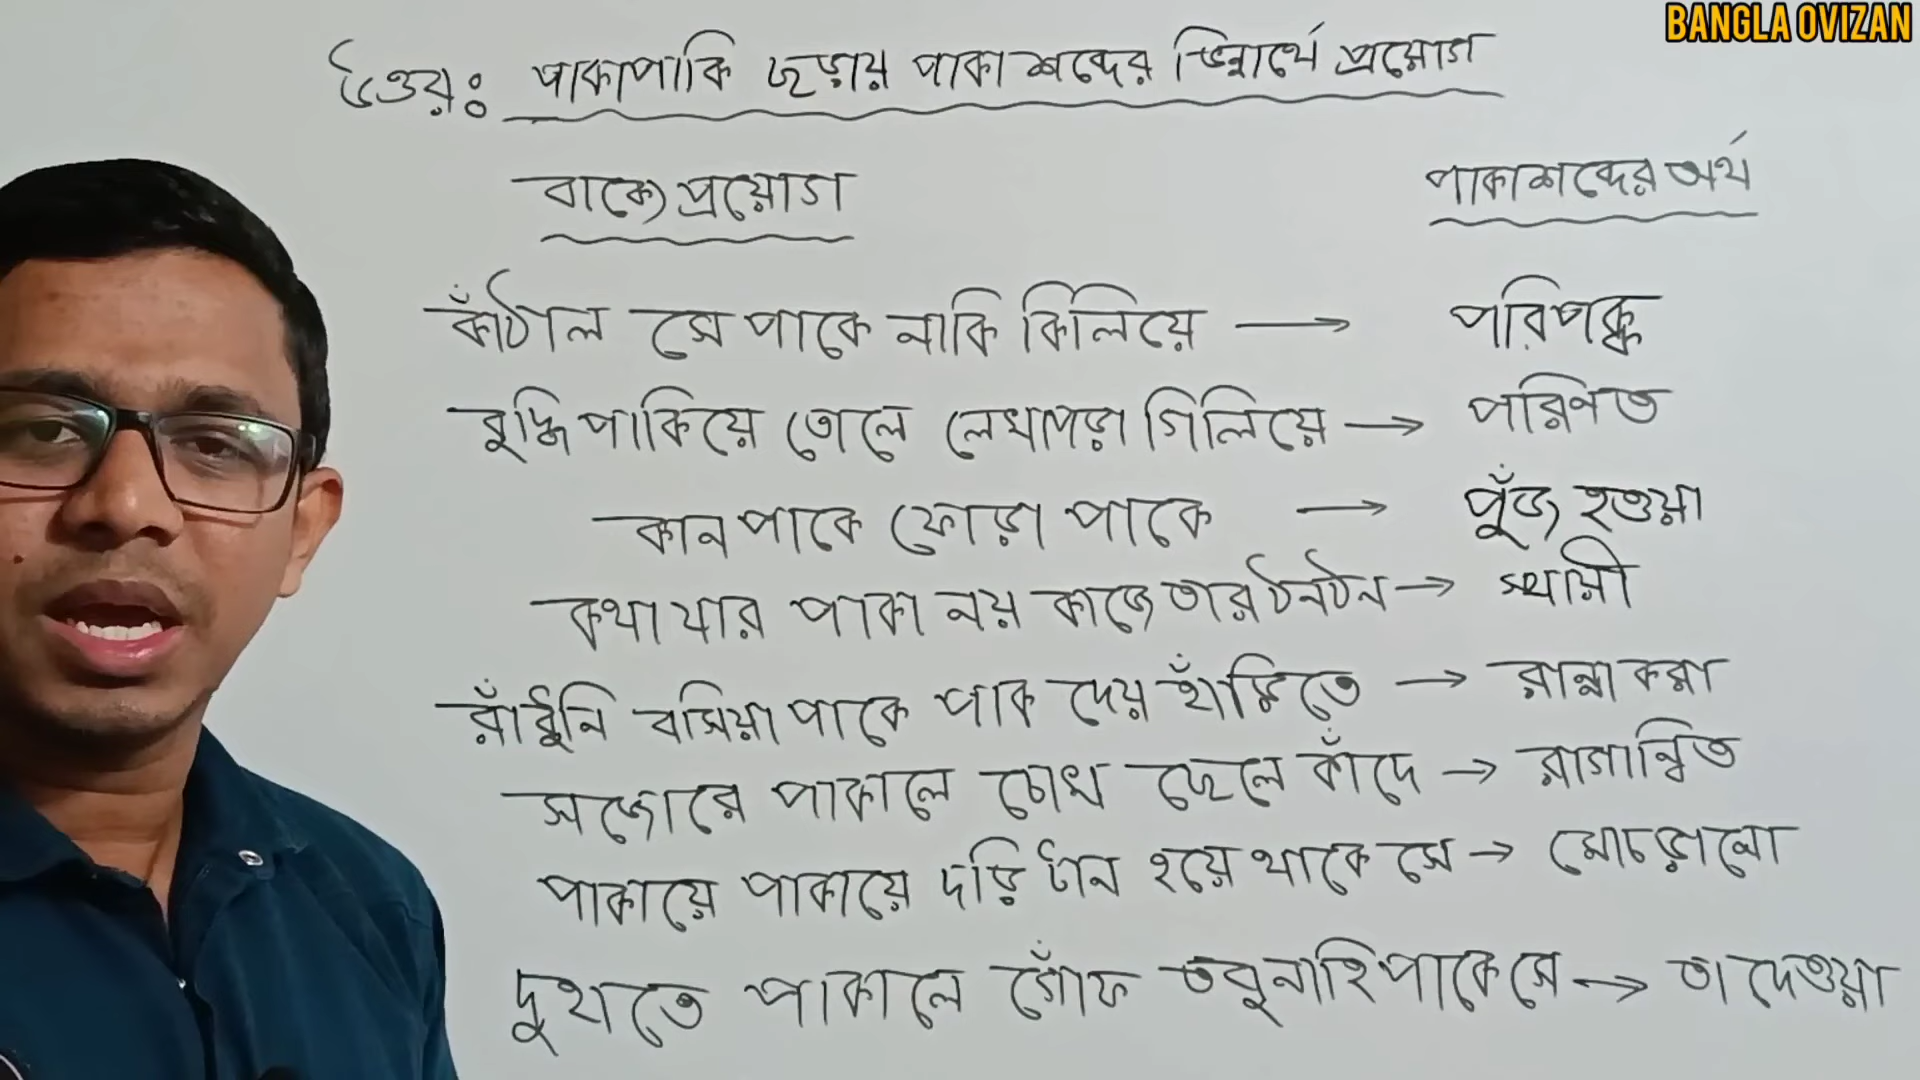 BANGLA OVIZAN
উত্তরঃ পাকাপাকি ছড়ায় পাকা শব্দের ভিন্নার্থে প্রয়োগ
বাক্যে প্রয়োগ পাকা শব্দের অর্থ
কাঁঠাল সে পাকে নাকি কিলিয়ে → পরিপক্ক
বুদ্ধি পাকিয়ে তোলে লেখাপড়া গিলিয়ে → পরিণত
কান পাকে ফোড়া পাকে → পুঁজ হওয়া
কথা যার পাকা নয় কাজে তার ঠনঠন → স্থায়ী
রাঁধুনি বসিয়া পাকে পাক দেয় হাঁড়িতে → রান্না করা
সজোরে পাকালে চোখ ছেলে কাঁদে → রাগান্বিত
পাকায়ে পাকায়ে দড়ি টান হয়ে থাকে সে → মোচড়ানো
দুহাতে পাকালে গোঁফ তবু নাহি পাকে সে → তা দেওয়া